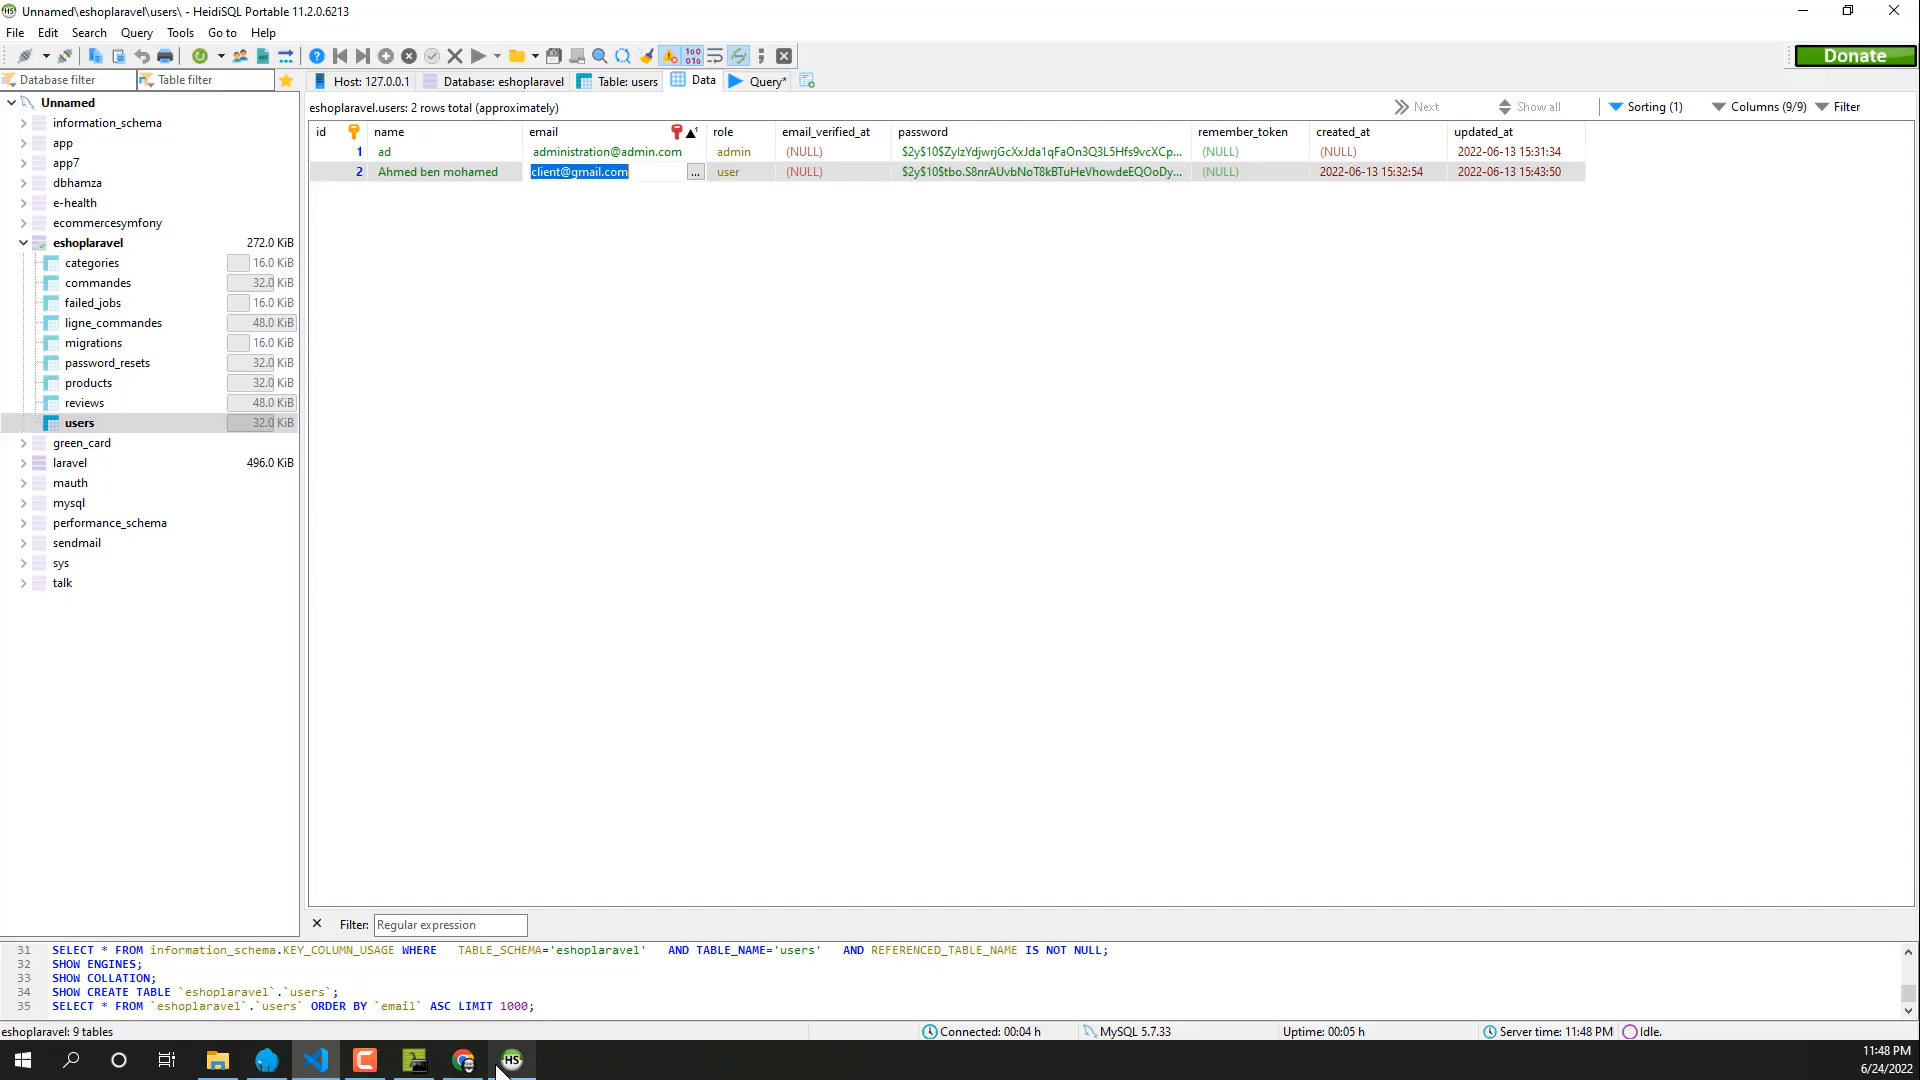 Unnamed\eshoplaravel\users\ - HeidiSQL Portable 11.2.0.6213
File Edit Search Query Tools Go to Help
Donate
Database filter Table filter Host: 127.0.0.1 Database: eshoplaravel Table: users Data Query*
eshoplaravel.users: 2 rows total (approximately) Next Show all Sorting (1) Columns (9/9) Filter
id name email role email_verified_at password remember_token created_at updated_at
1 ad administration@admin.com admin (NULL) $2y$10$ZylzYdjwrjGcXxJda1qFaOn3Q3L5Hfs9vcXCp... (NULL) (NULL) 2022-06-13 15:31:34
2 Ahmed ben mohamed client@gmail.com ... user (NULL) $2y$10$tbo.S8nrAUvbNoT8kBTuHeVhowdeEQOoDy... (NULL) 2022-06-13 15:32:54 2022-06-13 15:43:50
Unnamed
information_schema
app
app7
dbhamza
e-health
ecommercesymfony
eshoplaravel 272.0 KiB
categories 16.0 KiB
commandes 32.0 KiB
failed_jobs 16.0 KiB
ligne_commandes 48.0 KiB
migrations 16.0 KiB
password_resets 32.0 KiB
products 32.0 KiB
reviews 48.0 KiB
users 32.0 KiB
green_card
laravel 496.0 KiB
mauth
mysql
performance_schema
sendmail
sys
talk
Filter: Regular expression
31 SELECT * FROM information_schema.KEY_COLUMN_USAGE WHERE TABLE_SCHEMA='eshoplaravel' AND TABLE_NAME='users' AND REFERENCED_TABLE_NAME IS NOT NULL;
32 SHOW ENGINES;
33 SHOW COLLATION;
34 SHOW CREATE TABLE `eshoplaravel`.`users`;
35 SELECT * FROM `eshoplaravel`.`users` ORDER BY `email` ASC LIMIT 1000;
eshoplaravel: 9 tables Connected: 00:04 h MySQL 5.7.33 Uptime: 00:05 h Server time: 11:48 PM Idle.
HS
11:48 PM
6/24/2022